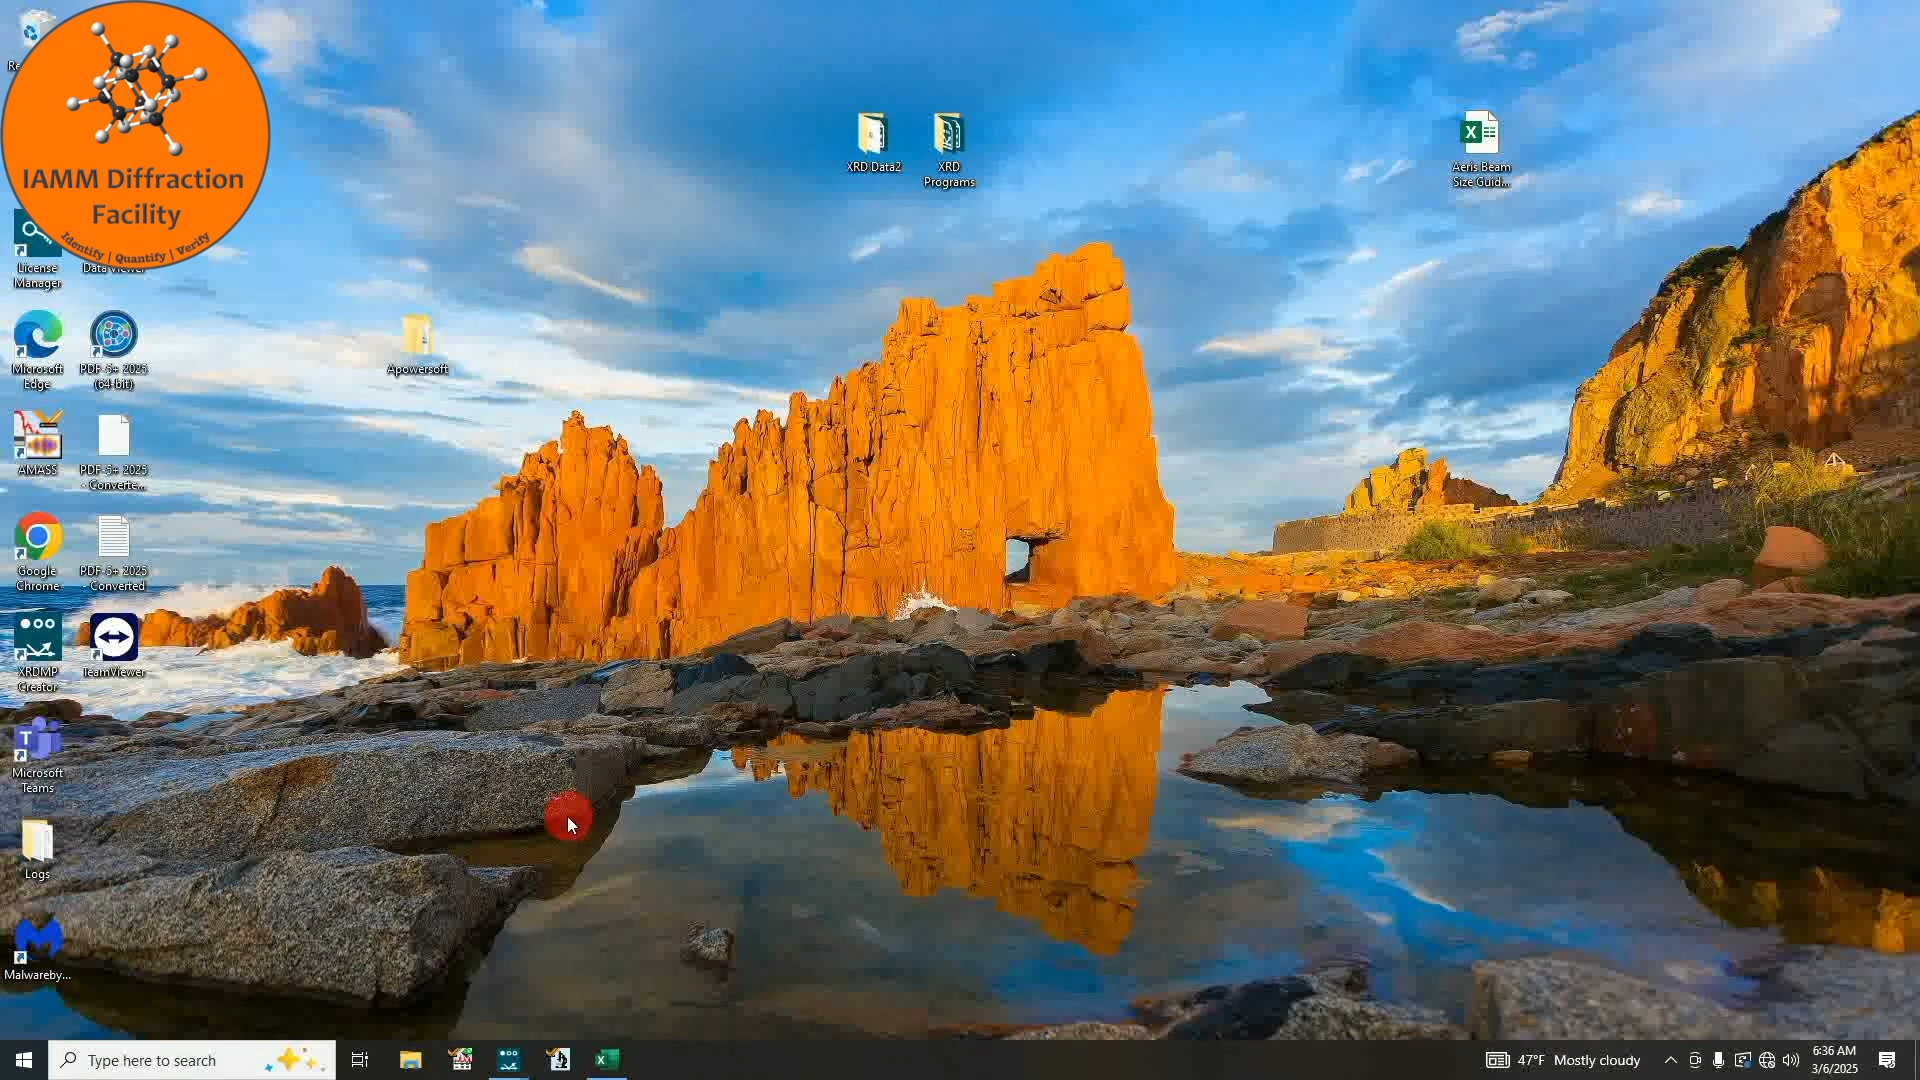 IAMM Diffraction
Facility
Identify | Quantify | Verify
License
Manager
Data Viewer
Microsoft
Edge
PDF-5+ 2025
(64-bit)
AMASS
PDF-5+ 2025
- Converte...
Google
Chrome
PDF-5+ 2025
- Converted
XRDMP
Creator
TeamViewer
Microsoft
Teams
Logs
Malwareby...
Apowersoft
XRD Data2
XRD
Programs
Aeris Beam
Size Guid...
Type here to search
47°F Mostly cloudy
6:36 AM
3/6/2025